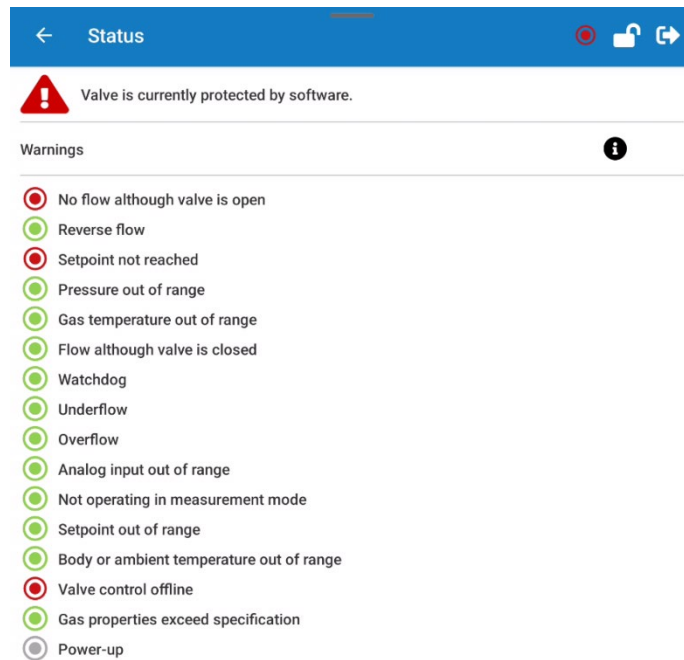 Status
Valve is currently protected by software.
Warnings
No flow although valve is open
Reverse flow
Setpoint not reached
Pressure out of range
Gas temperature out of range
Flow although valve is closed
Watchdog
Underflow
Overflow
Analog input out of range
Not operating in measurement mode
Setpoint out of range
Body or ambient temperature out of range
Valve control offline
Gas properties exceed specification
Power-up